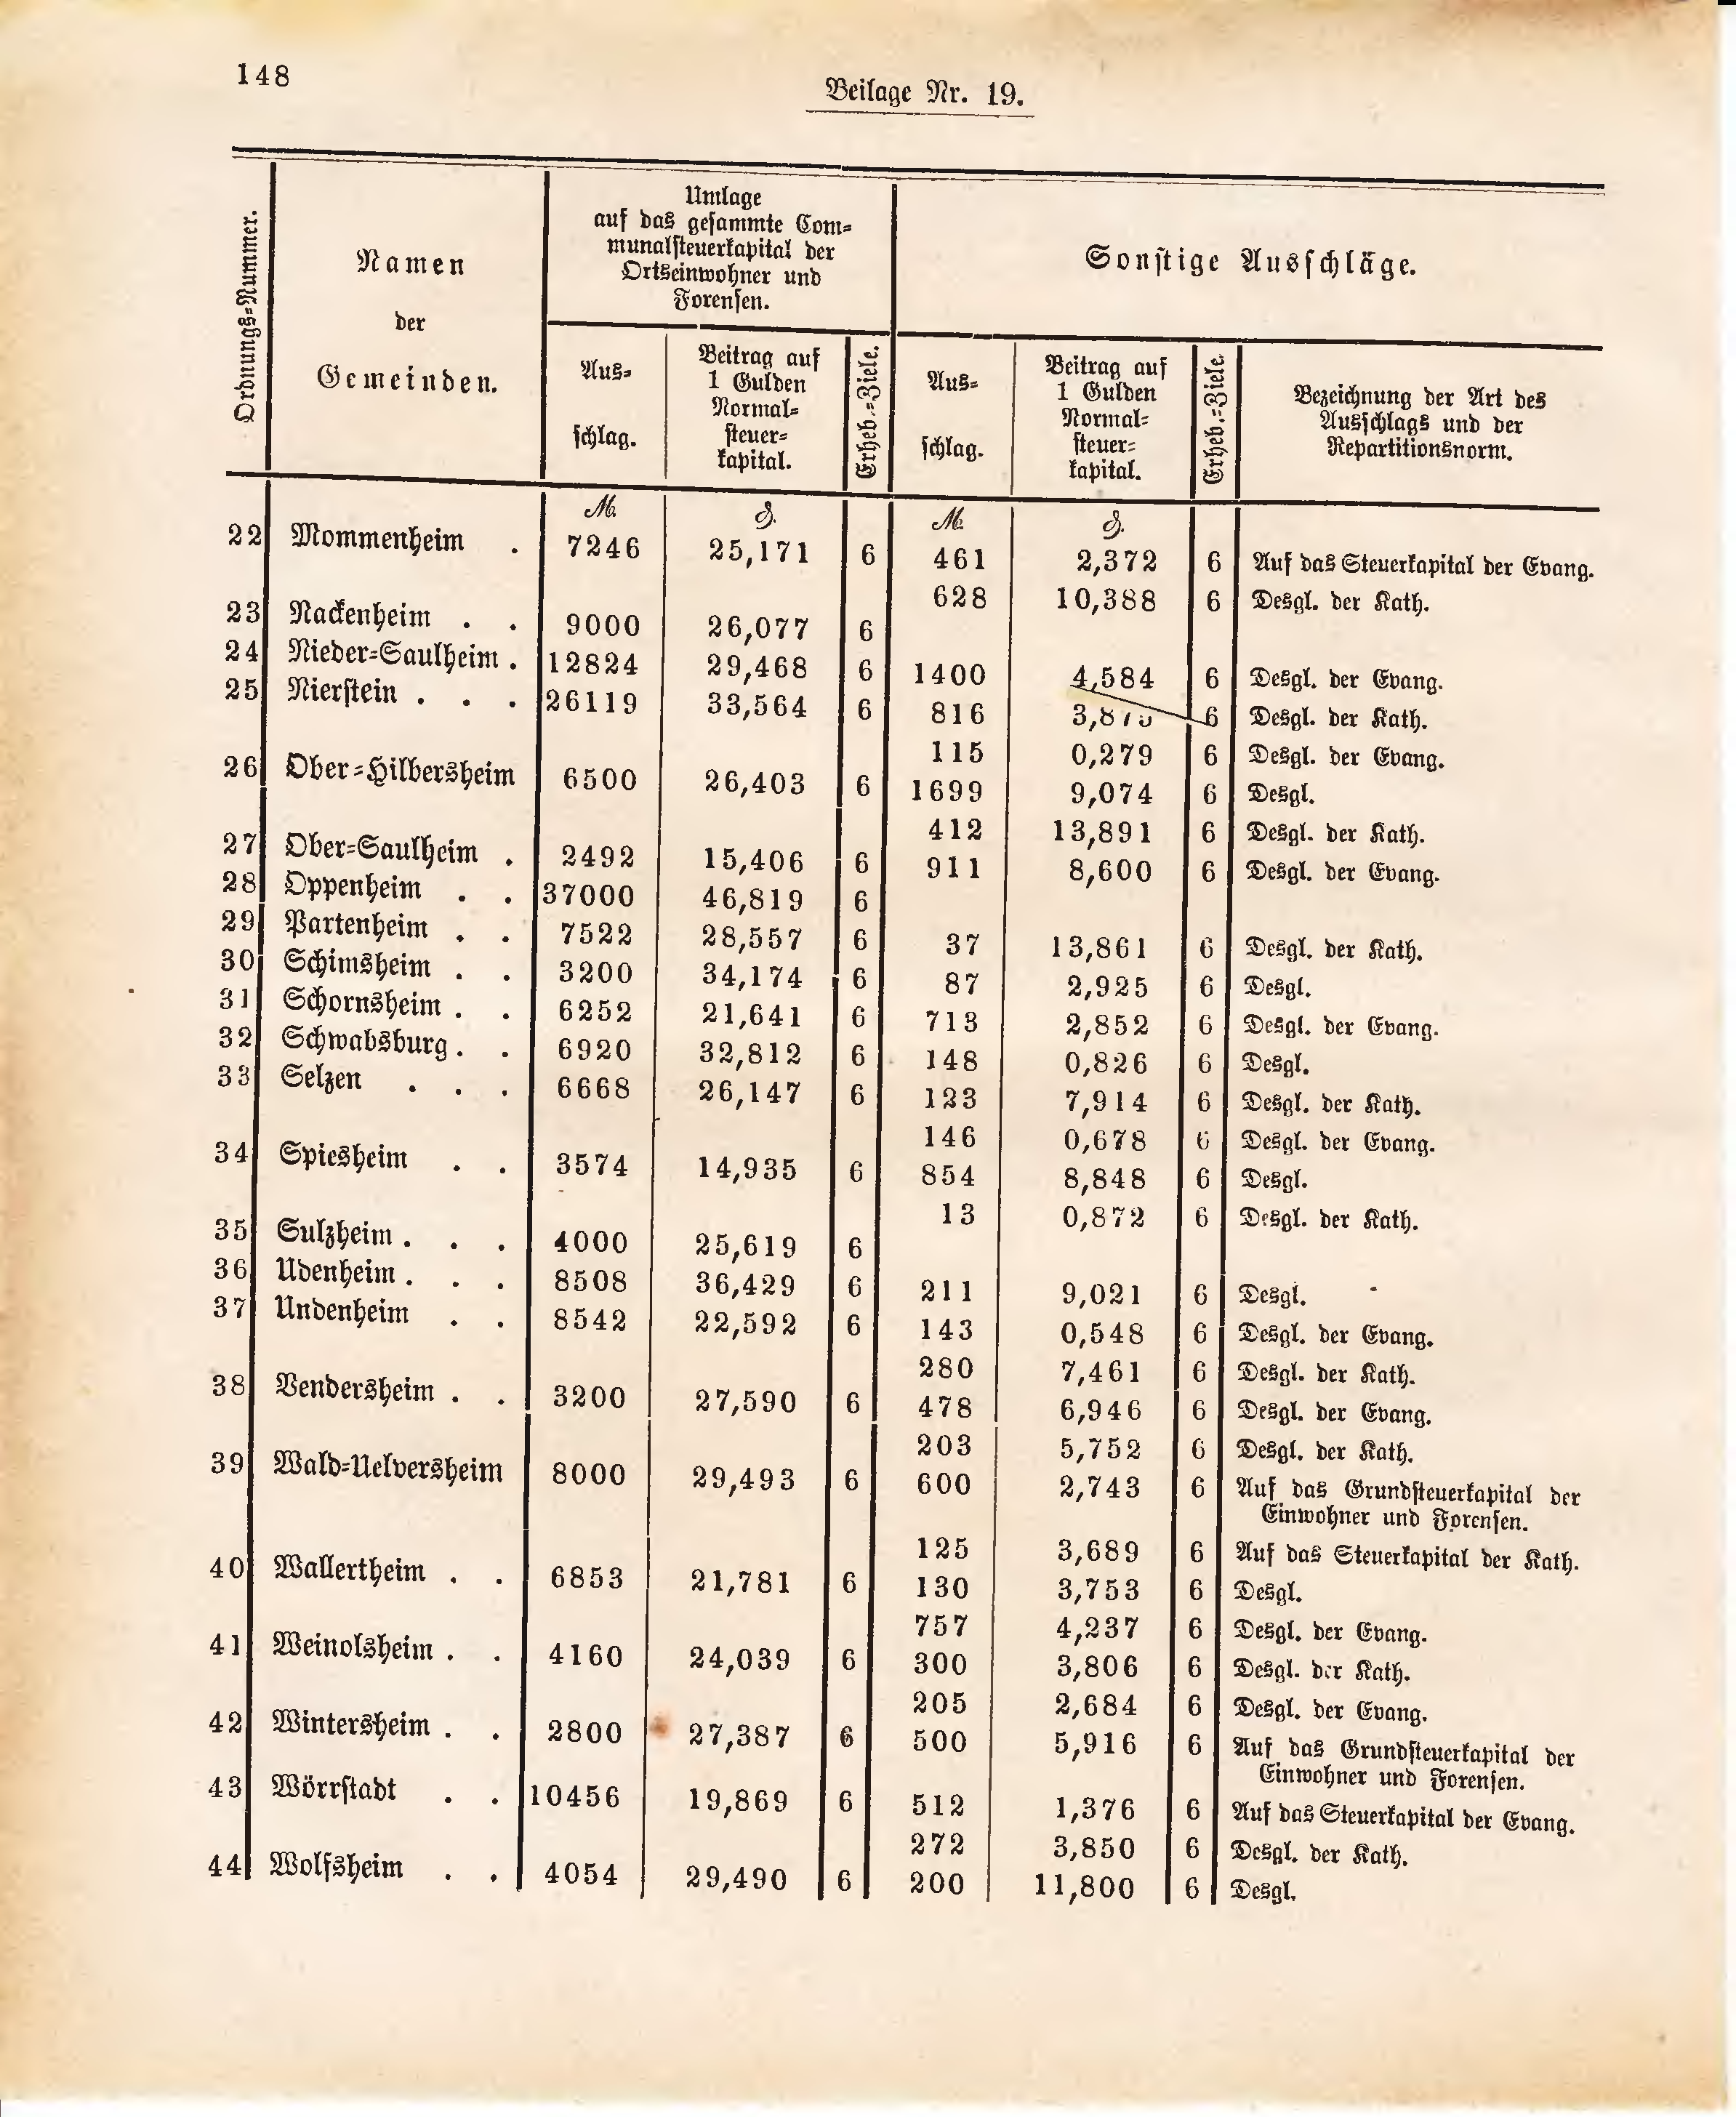 148
Beilage Nr. 19.
Ordnungs-Nummer.
Namen
der
Gemeinden.
Umlage
auf das gesammte Com-
munalsteuerkapital der
Ortseinwohner und
Forensen.
Sonstige Ausschläge.
Aus-
schlag.
Beitrag auf
1 Gulden
Normal-
steuer-
kapital.
Erheb.-Ziele.
Aus-
schlag.
Beitrag auf
1 Gulden
Normal-
steuer-
kapital.
Erheb.-Ziele.
Bezeichnung der Art des
Ausschlags und der
Repartitionsnorm.
M. ₰. M. ₰.
22 Mommenheim . 7246 25,171 6 461 2,372 6 Auf das Steuerkapital der Evang.
628 10,388 6 Desgl. der Kath.
23 Nackenheim . . 9000 26,077 6
24 Nieder-Saulheim . 12824 29,468 6 1400 4,584 6 Desgl. der Evang.
25 Nierstein . . . 26119 33,564 6 816 3,875 6 Desgl. der Kath.
115 0,279 6 Desgl. der Evang.
26 Ober-Hilbersheim 6500 26,403 6 1699 9,074 6 Desgl.
412 13,891 6 Desgl. der Kath.
27 Ober-Saulheim . 2492 15,406 6 911 8,600 6 Desgl. der Evang.
28 Oppenheim . . 37000 46,819 6
29 Partenheim . . 7522 28,557 6 37 13,861 6 Desgl. der Kath.
30 Schimsheim . . 3200 34,174 6 87 2,925 6 Desgl.
31 Schornsheim . . 6252 21,641 6 713 2,852 6 Desgl. der Evang.
32 Schwabsburg . . 6920 32,812 6 148 0,826 6 Desgl.
33 Selzen . . . 6668 26,147 6 123 7,914 6 Desgl. der Kath.
146 0,678 6 Desgl. der Evang.
34 Spiesheim . . 3574 14,935 6 854 8,848 6 Desgl.
13 0,872 6 Desgl. der Kath.
35 Sulzheim . . . 4000 25,619 6
36 Udenheim . . . 8508 36,429 6 211 9,021 6 Desgl.
37 Undenheim . . 8542 22,592 6 143 0,548 6 Desgl. der Evang.
280 7,461 6 Desgl. der Kath.
38 Vendersheim . . 3200 27,590 6 478 6,946 6 Desgl. der Evang.
203 5,752 6 Desgl. der Kath.
39 Wald-Uelversheim 8000 29,493 6 600 2,743 6 Auf das Grundsteuerkapital der
Einwohner und Forensen.
125 3,689 6 Auf das Steuerkapital der Kath.
40 Wallertheim . . 6853 21,781 6 130 3,753 6 Desgl.
757 4,237 6 Desgl. der Evang.
41 Weinolsheim . . 4160 24,039 6 300 3,806 6 Desgl. der Kath.
205 2,684 6 Desgl. der Evang.
42 Wintersheim . . 2800 27,387 6 500 5,916 6 Auf das Grundsteuerkapital der
Einwohner und Forensen.
43 Wörrstadt . . 10456 19,869 6 512 1,376 6 Auf das Steuerkapital der Evang.
272 3,850 6 Desgl. der Kath.
44 Wolfsheim . . 4054 29,490 6 200 11,800 6 Desgl.